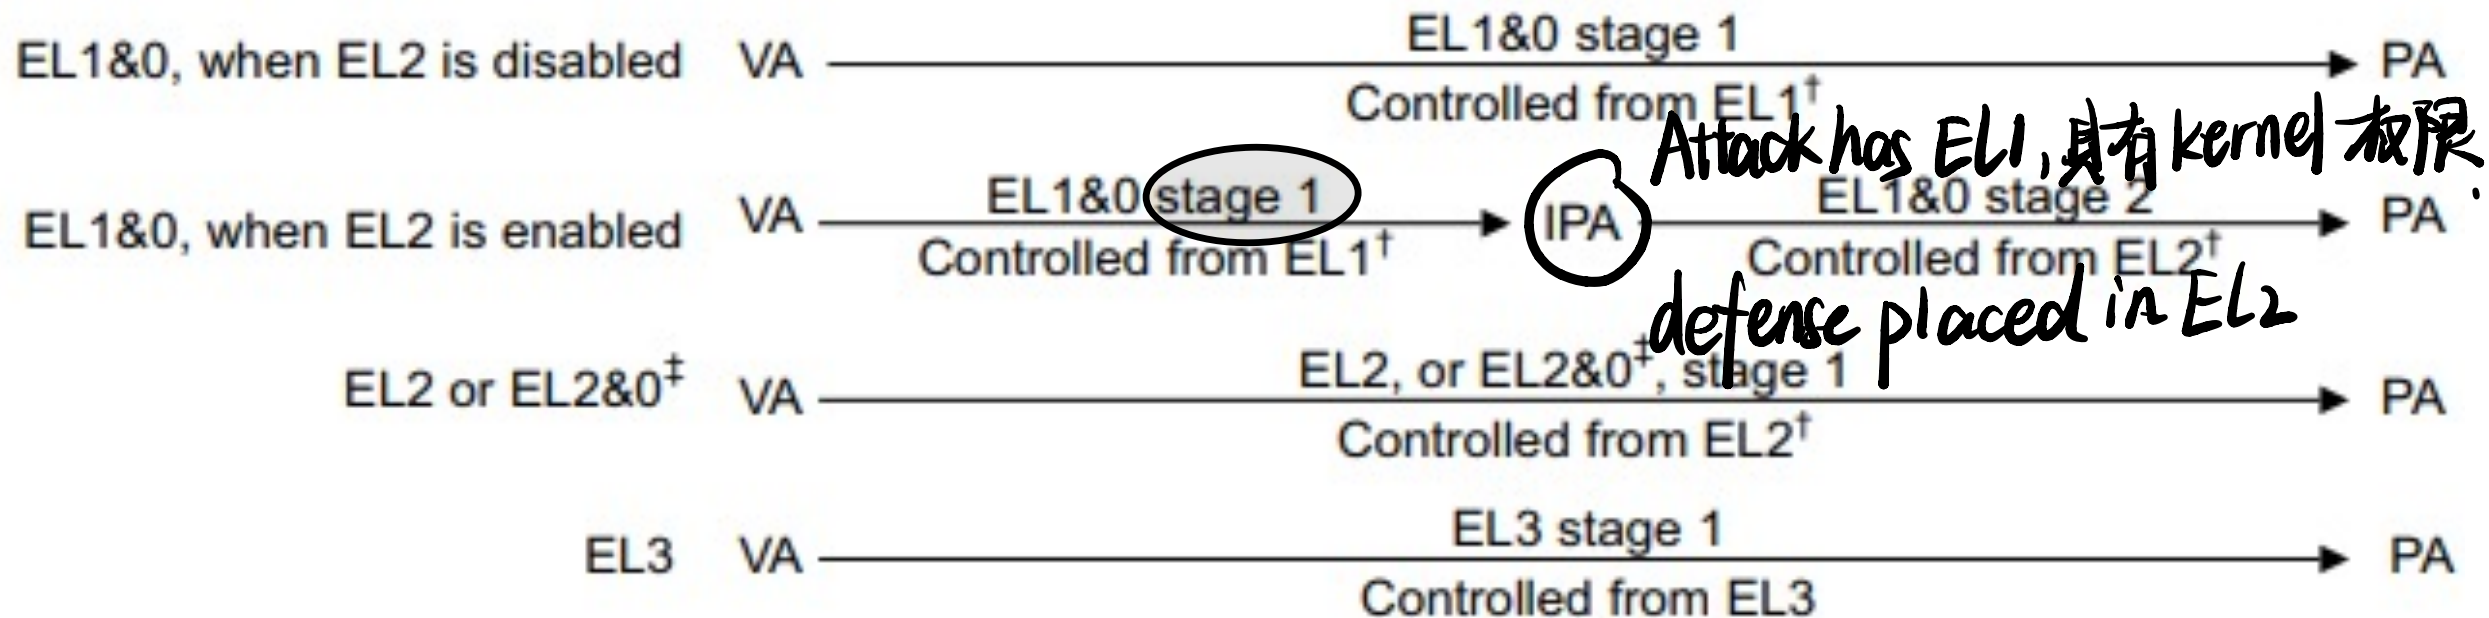 EL1&0 stage 1
EL1&0, when EL2 is disabled VA PA
Controlled from EL1†
Attack has EL1, 具有 kernel 权限.
EL1&0 stage 1 EL1&0 stage 2
EL1&0, when EL2 is enabled VA IPA PA
Controlled from EL1† Controlled from EL2†
defense placed in EL2
EL2, or EL2&0‡, stage 1
EL2 or EL2&0‡ VA PA
Controlled from EL2†
EL3 stage 1
EL3 VA PA
Controlled from EL3